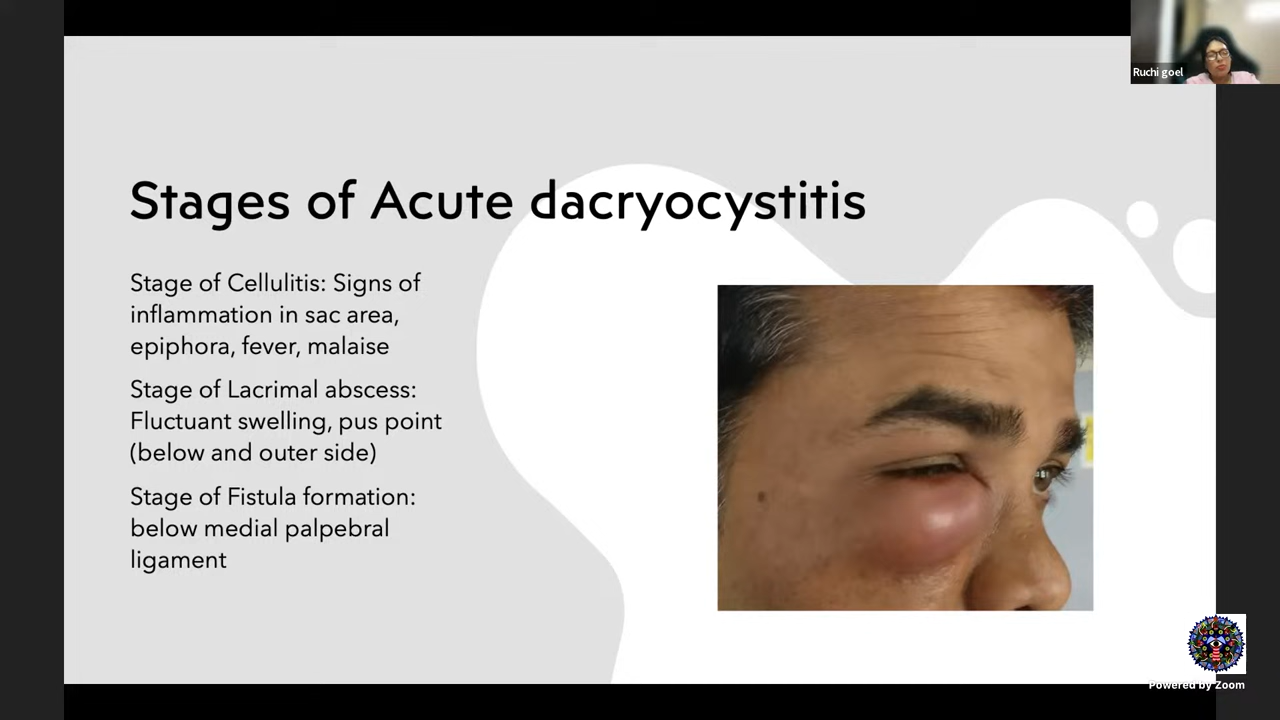 Ruchi goel
Stages of Acute dacryocystitis
Stage of Cellulitis: Signs of
inflammation in sac area,
epiphora, fever, malaise
Stage of Lacrimal abscess:
Fluctuant swelling, pus point
(below and outer side)
Stage of Fistula formation:
below medial palpebral
ligament
Powered by Zoom